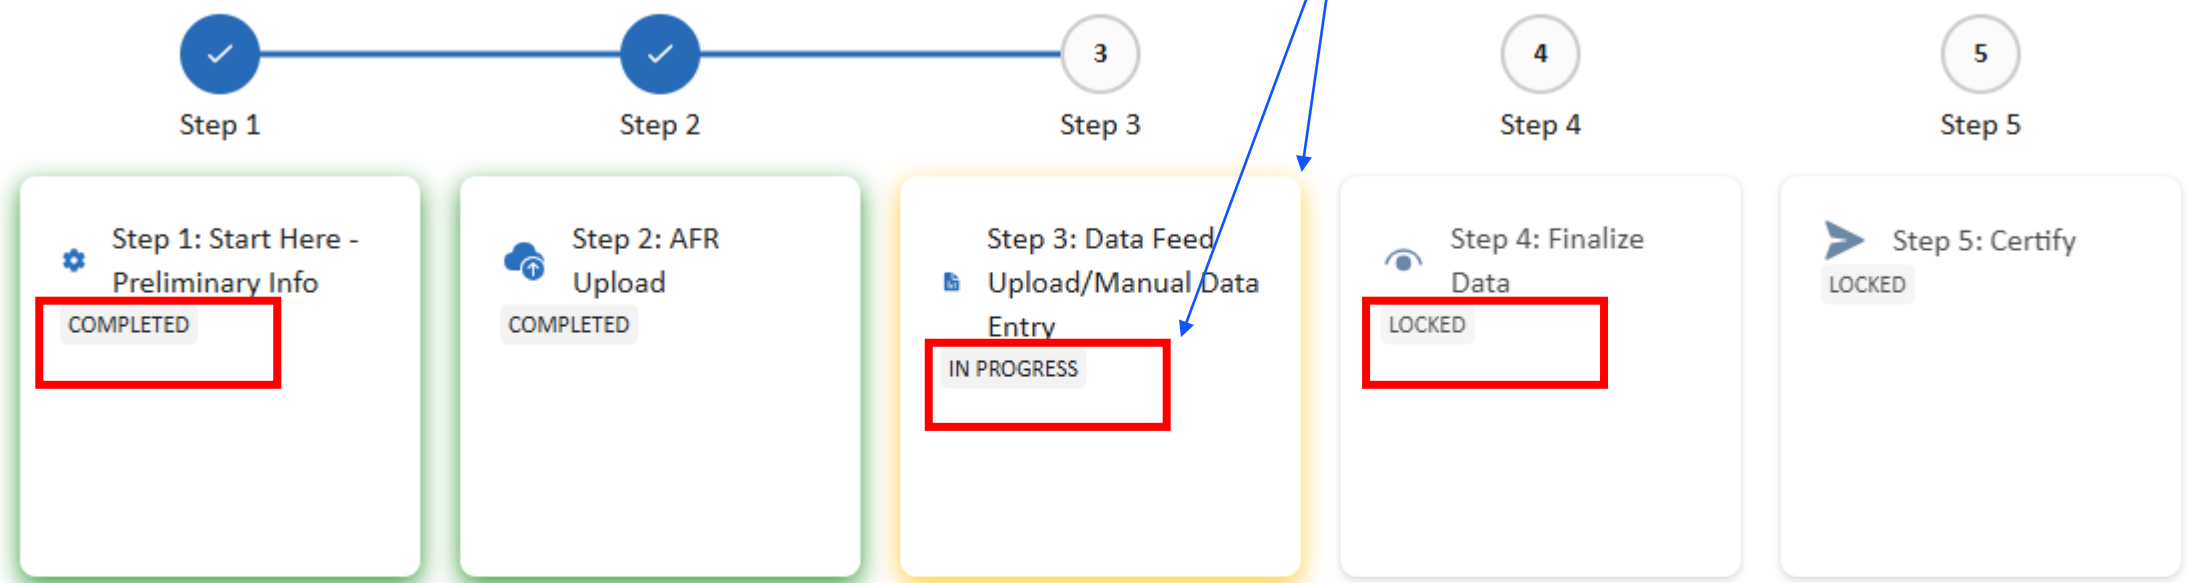 3
4
5
Step 1
Step 2
Step 3
Step 4
Step 5
Step 1: Start Here -
Preliminary Info
COMPLETED
Step 2: AFR
Upload
COMPLETED
Step 3: Data Feed
Upload/Manual Data
Entry
IN PROGRESS
Step 4: Finalize
Data
LOCKED
Step 5: Certify
LOCKED